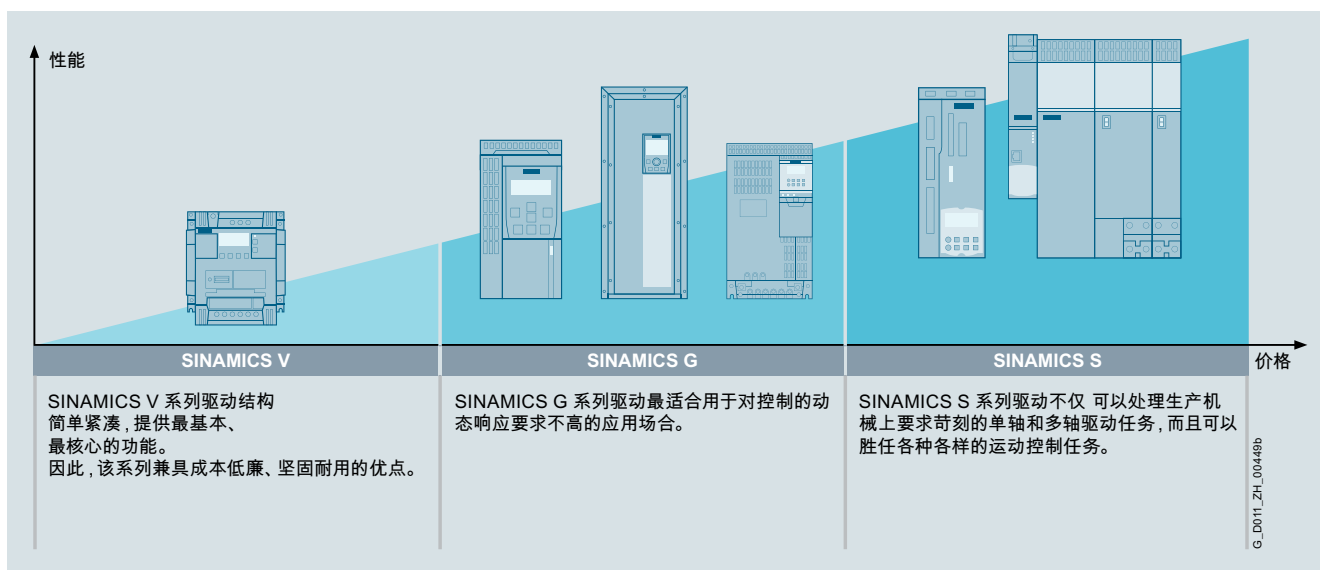 性能
SINAMICS V
SINAMICS G
SINAMICS S
价格
SINAMICS V 系列驱动结构
简单紧凑,提供最基本、
最核心的功能。
因此,该系列兼具成本低廉、坚固耐用的优点。
SINAMICS G 系列驱动最适合用于对控制的动
态响应要求不高的应用场合。
SINAMICS S 系列驱动不仅 可以处理生产机
械上要求苛刻的单轴和多轴驱动任务,而且可以
胜任各种各样的运动控制任务。
G_D011_ZH_00449b